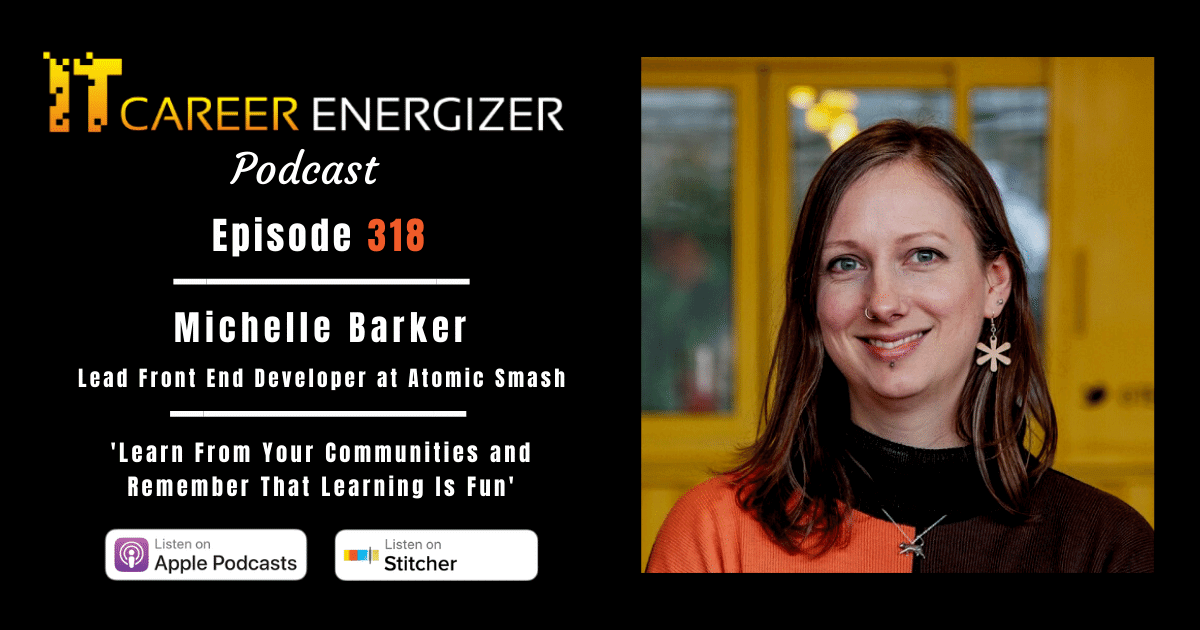 IT CAREER ENERGIZER
Podcast
Episode 318
Michelle Barker
Lead Front End Developer at Atomic Smash
'Learn From Your Communities and
Remember That Learning Is Fun'
Listen on
Apple Podcasts
Listen on
Stitcher